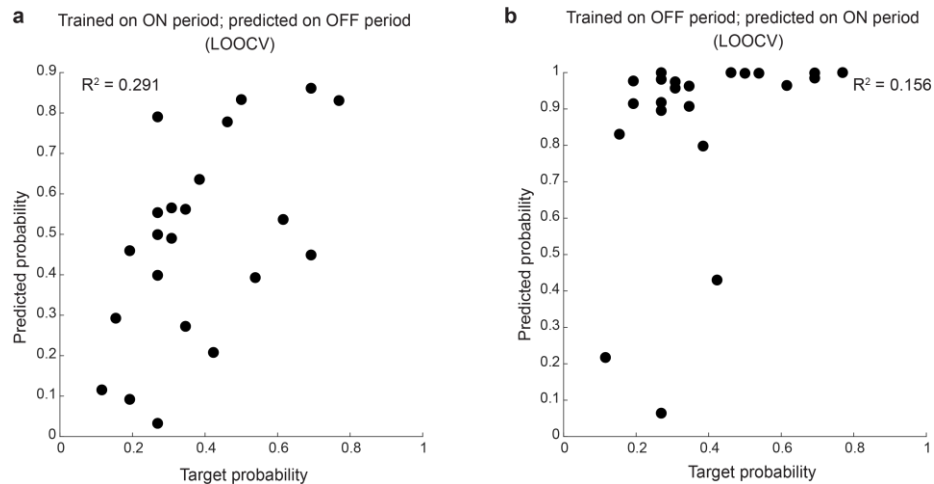 a
Trained on ON period; predicted on OFF period
(LOOCV)
R² = 0.291
0.9
0.8
0.7
0.6
0.5
0.4
0.3
0.2
0.1
0
Predicted probability
0 0.2 0.4 0.6 0.8 1
Target probability
b
Trained on OFF period; predicted on ON period
(LOOCV)
R² = 0.156
1
0.9
0.8
0.7
0.6
0.5
0.4
0.3
0.2
0.1
0
Predicted probability
0 0.2 0.4 0.6 0.8 1
Target probability